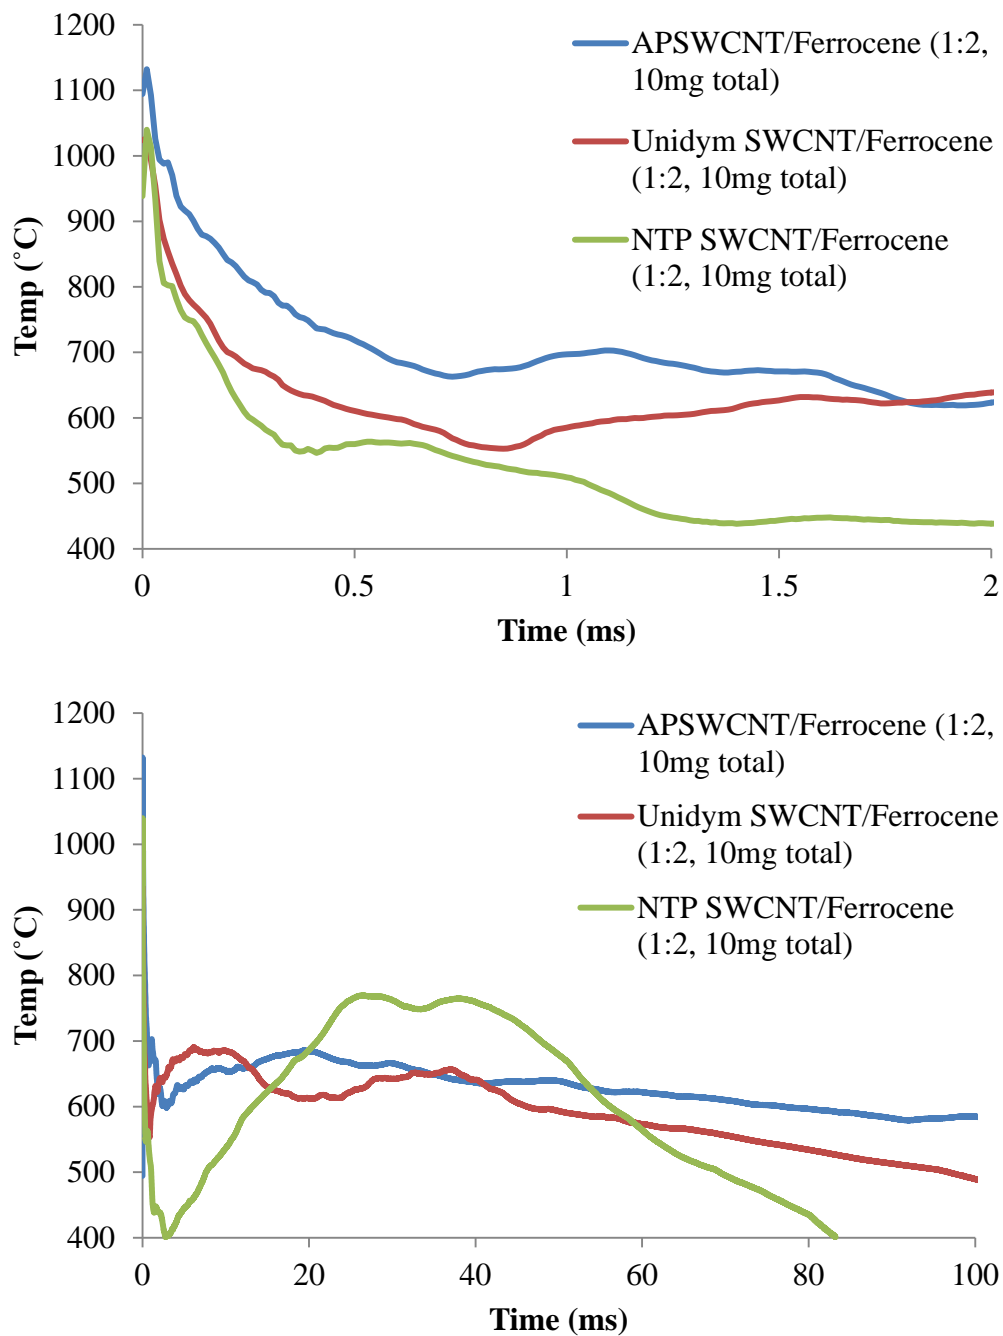 1200
1100
1000
900
800
700
600
500
400
Temp (˚C)
0
0.5
1
1.5
2
Time (ms)
APSWCNT/Ferrocene (1:2,
10mg total)
Unidym SWCNT/Ferrocene
(1:2, 10mg total)
NTP SWCNT/Ferrocene
(1:2, 10mg total)
1200
1100
1000
900
800
700
600
500
400
Temp (˚C)
0
20
40
60
80
100
Time (ms)
APSWCNT/Ferrocene (1:2,
10mg total)
Unidym SWCNT/Ferrocene
(1:2, 10mg total)
NTP SWCNT/Ferrocene
(1:2, 10mg total)